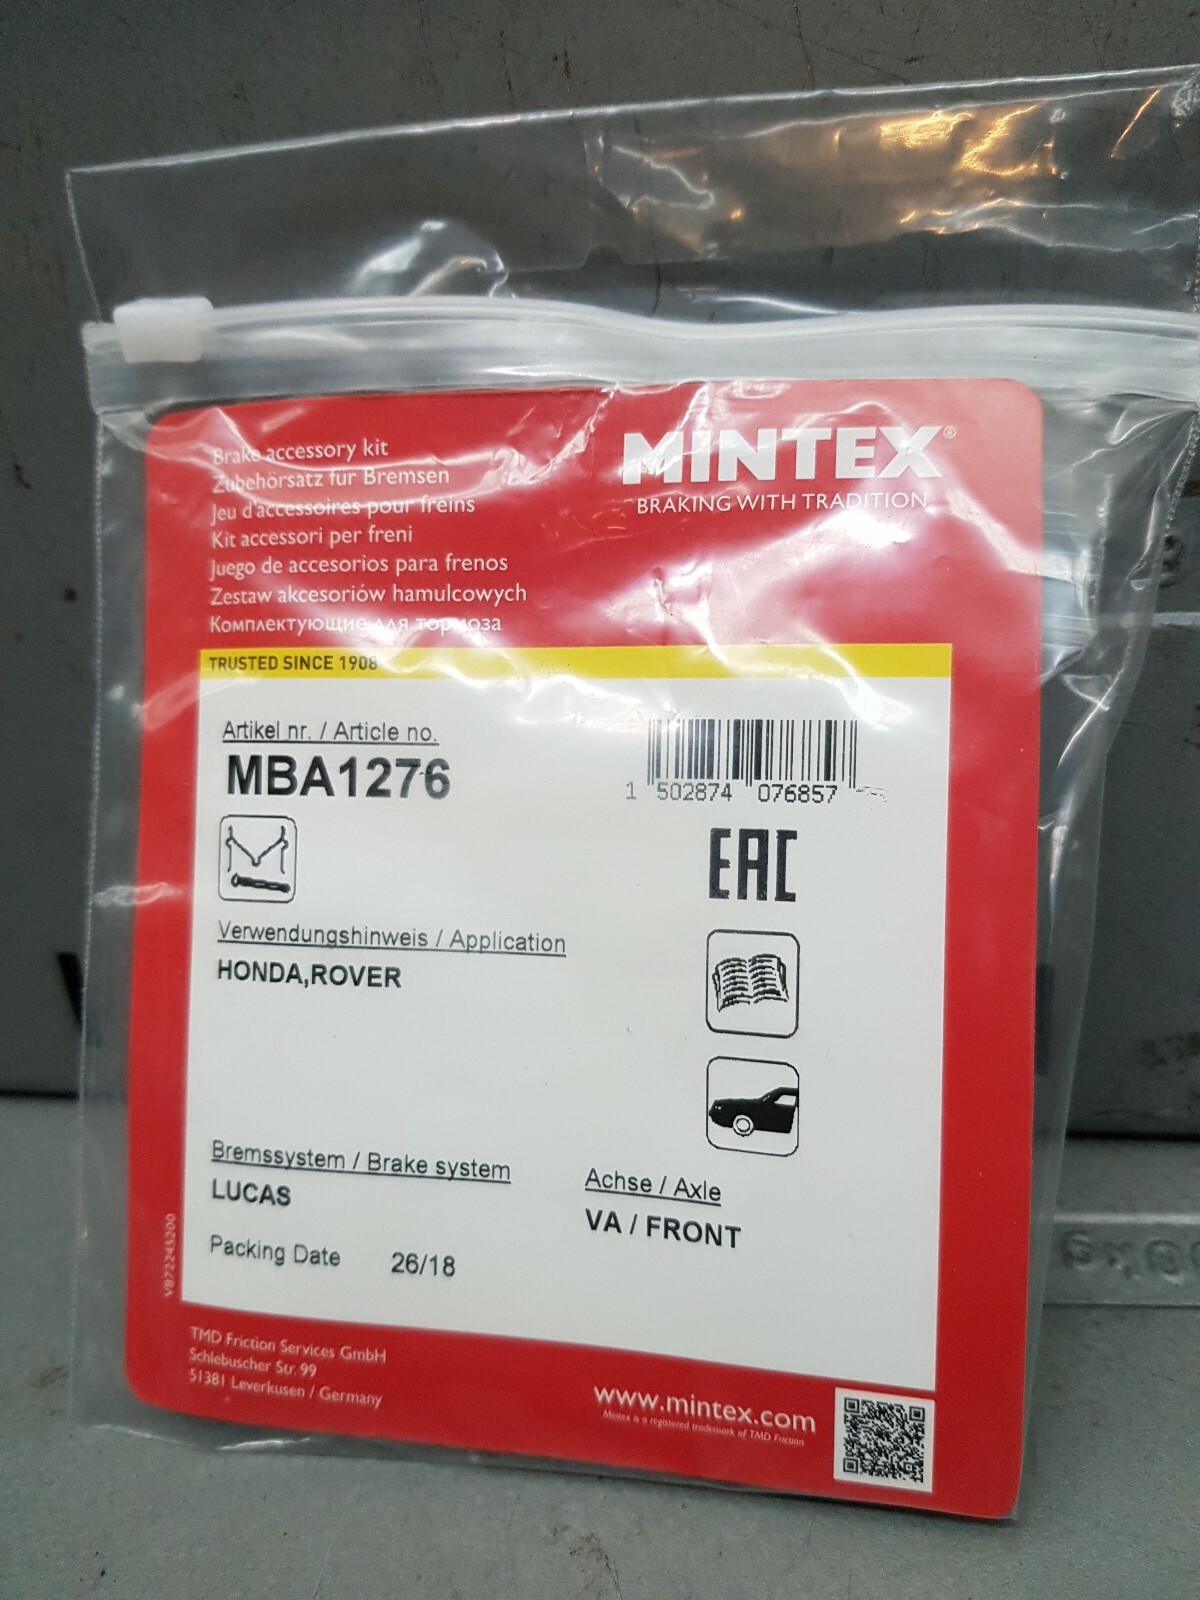 Brake accessory kit
Zubehörsatz für Bremsen
Jeu d'accessoires pour freins
Kit accessori per freni
Juego de accesorios para frenos
Zestaw akcesoriów hamulcowych
Комплектующие для тормоза
MINTEX®
BRAKING WITH TRADITION
TRUSTED SINCE 1908
Artikel nr. / Article no.
MBA1276
1 502874 076857
EAC
Verwendungshinweis / Application
HONDA,ROVER
Bremssystem / Brake system
LUCAS
Achse / Axle
VA / FRONT
Packing Date 26/18
VB72245200
TMD Friction Services GmbH
Schlebuscher Str. 99
51381 Leverkusen / Germany
www.mintex.com
Mintex is a registered trademark of TMD Friction